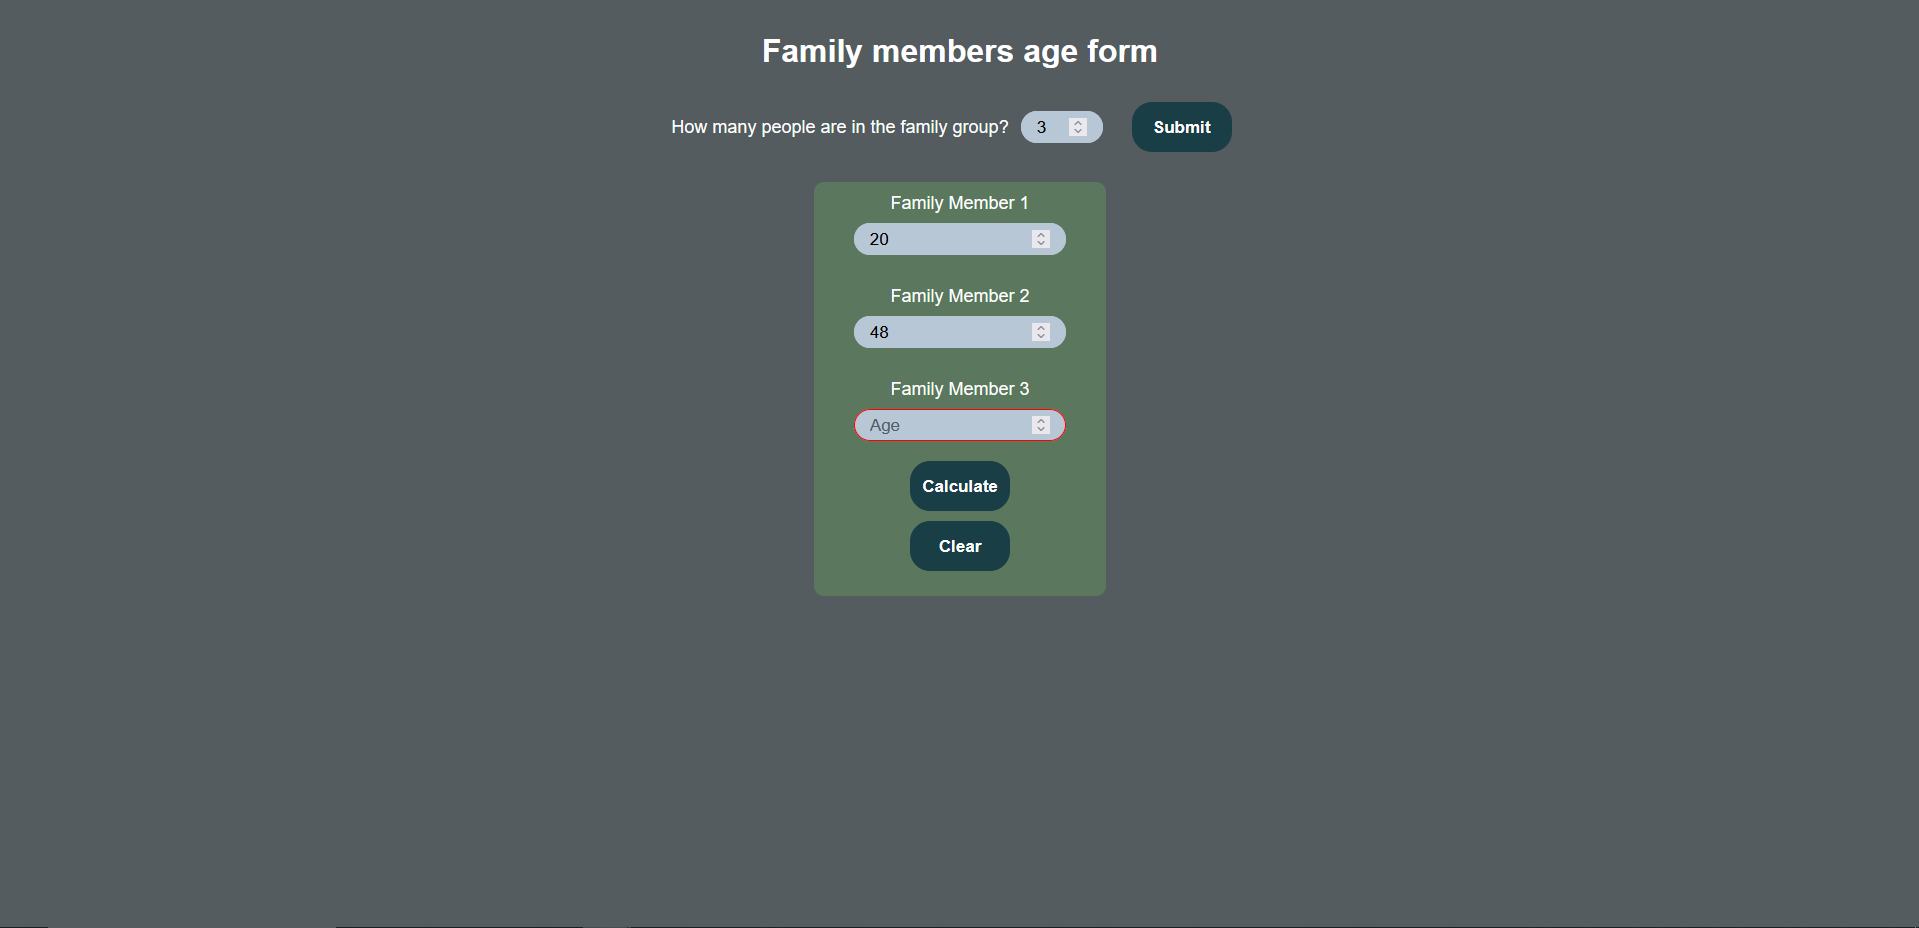 Family members age form
How many people are in the family group? 3 Submit
Family Member 1
20
Family Member 2
48
Family Member 3
Age
Calculate
Clear